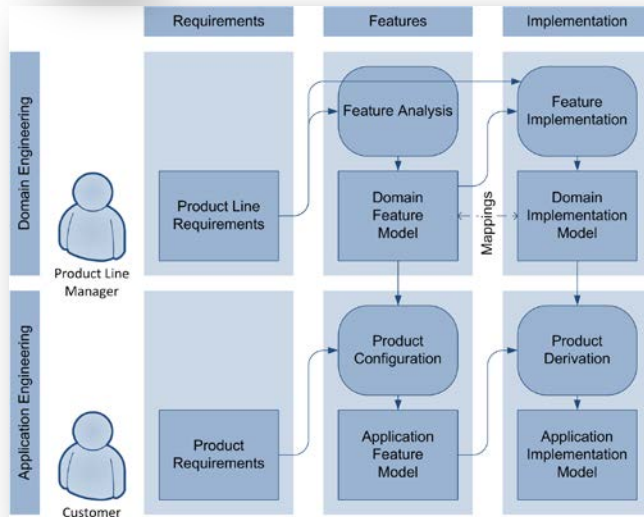 Requirements
Features
Implementation
Domain Engineering
Feature Analysis
Feature
Implementation
Product Line
Requirements
Domain
Feature
Model
Mappings
Domain
Implementation
Model
Product Line
Manager
Application Engineering
Product
Configuration
Product
Derivation
Product
Requirements
Application
Feature
Model
Application
Implementation
Model
Customer